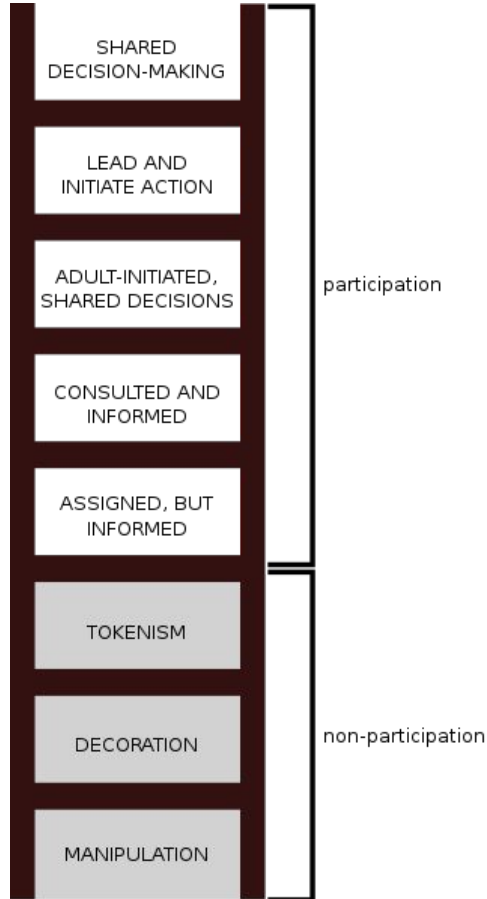 SHARED
DECISION-MAKING
LEAD AND
INITIATE ACTION
ADULT-INITIATED,
SHARED DECISIONS
participation
CONSULTED AND
INFORMED
ASSIGNED, BUT
INFORMED
TOKENISM
DECORATION
non-participation
MANIPULATION